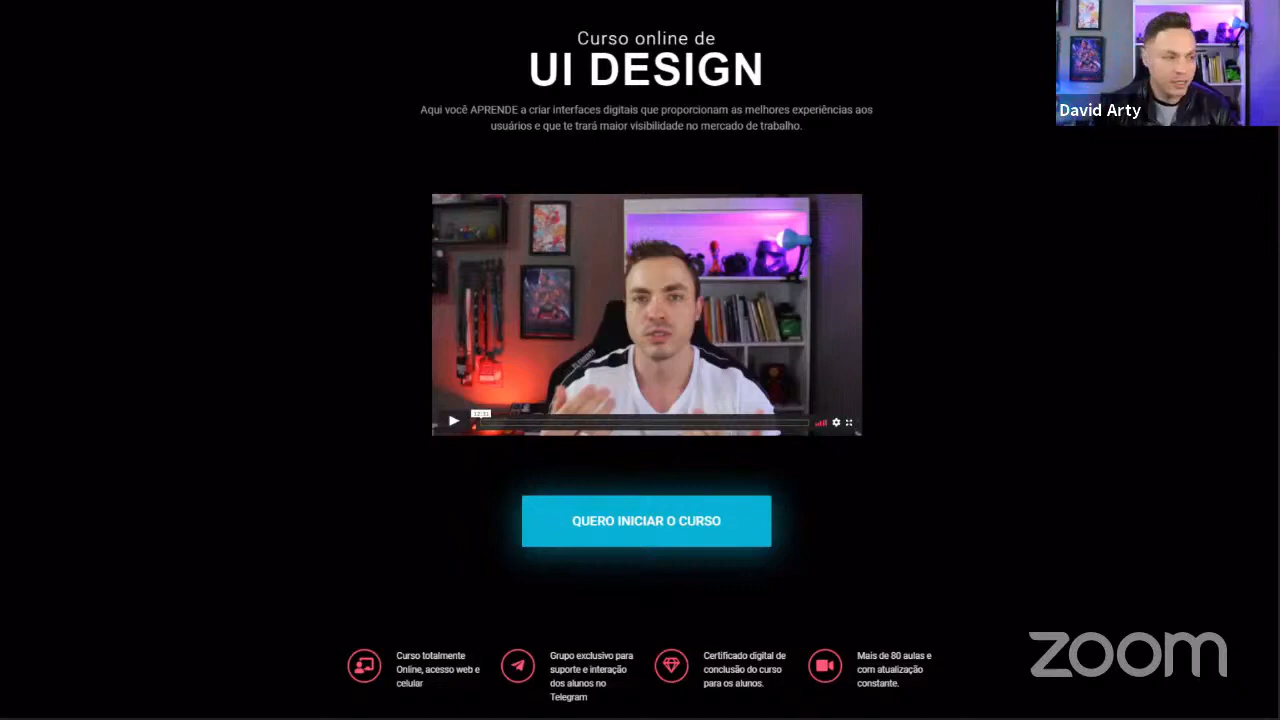 Curso online de
UI DESIGN
Aqui você APRENDE a criar interfaces digitais que proporcionam as melhores experiências aos
usuários e que te trará maior visibilidade no mercado de trabalho.
David Arty
12:31
QUERO INICIAR O CURSO
Curso totalmente
Online, acesso web e
celular
Grupo exclusivo para
suporte e interação
dos alunos no
Telegram
Certificado digital de
conclusão do curso
para os alunos.
Mais de 80 aulas e
com atualização
constante.
zoom